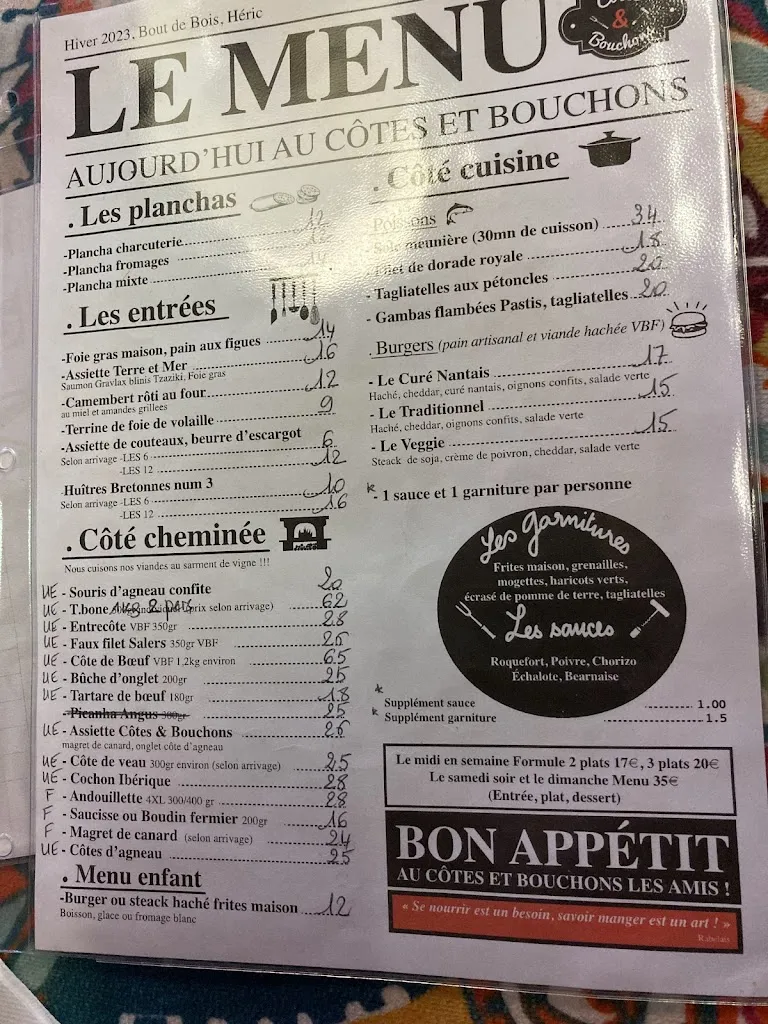 Hiver 2023, Bout de Bois, Héric
& Bouchons
LE MENU
AUJOURD'HUI AU CÔTES ET BOUCHONS
. Les planchas
-Plancha charcuterie 12
-Plancha fromages 12
-Plancha mixte 14
. Les entrées
-Foie gras maison, pain aux figues 14
-Assiette Terre et Mer 16
Saumon Gravlax blinis Tzaziki, Foie gras
-Camembert rôti au four 12
au miel et amandes grillees
-Terrine de foie de volaille 9
-Assiette de couteaux, beurre d'escargot
Selon arrivage -LES 6 6
-LES 12 12
Huîtres Bretonnes num 3
Selon arrivage -LES 6 10
-LES 12 16
. Côté cheminée
Nous cuisons nos viandes au sarment de vigne !!!
UE - Souris d'agneau confite 20
UE - T.bone 1KG (prix selon arrivage) 62
UE - Entrecôte VBF 350gr 28
UE - Faux filet Salers 350gr VBF 25
UE - Côte de Bœuf VBF 1,2kg environ 65
UE - Bûche d'onglet 200gr 25
UE - Tartare de bœuf 180gr 18
- Picanha Angus 300gr 25
UE - Assiette Côtes & Bouchons 26
magret de canard, onglet côte d'agneau
UE - Côte de veau 300gr environ (selon arrivage) 25
UE - Cochon Ibérique 28
F - Andouillette 4XL 300/400 gr 28
F - Saucisse ou Boudin fermier 200gr 16
F - Magret de canard (selon arrivage) 24
UE - Côtes d'agneau 25
. Menu enfant
-Burger ou steack haché frites maison 12
Boisson, glace ou fromage blanc
. Côté cuisine
Poissons
- Sole meunière (30mn de cuisson) 34
- Filet de dorade royale 18
- Tagliatelles aux pétoncles 20
- Gambas flambées Pastis, tagliatelles 20
. Burgers (pain artisanal et viande hachée VBF)
- Le Curé Nantais 17
Haché, cheddar, curé nantais, oignons confits, salade verte
- Le Traditionnel 15
Haché, cheddar, oignons confits, salade verte
- Le Veggie 15
Steack de soja, crème de poivron, cheddar, salade verte
* - 1 sauce et 1 garniture par personne
Les garnitures
Frites maison, grenailles,
mogettes, haricots verts,
écrasé de pomme de terre, tagliatelles
Les sauces
Roquefort, Poivre, Chorizo
Échalote, Bearnaise
* Supplément sauce 1.00
* Supplément garniture 1.5
Le midi en semaine Formule 2 plats 17€, 3 plats 20€
Le samedi soir et le dimanche Menu 35€
(Entrée, plat, dessert)
BON APPÉTIT
AU CÔTES ET BOUCHONS LES AMIS !
« Se nourrir est un besoin, savoir manger est un art ! »
Rabelais